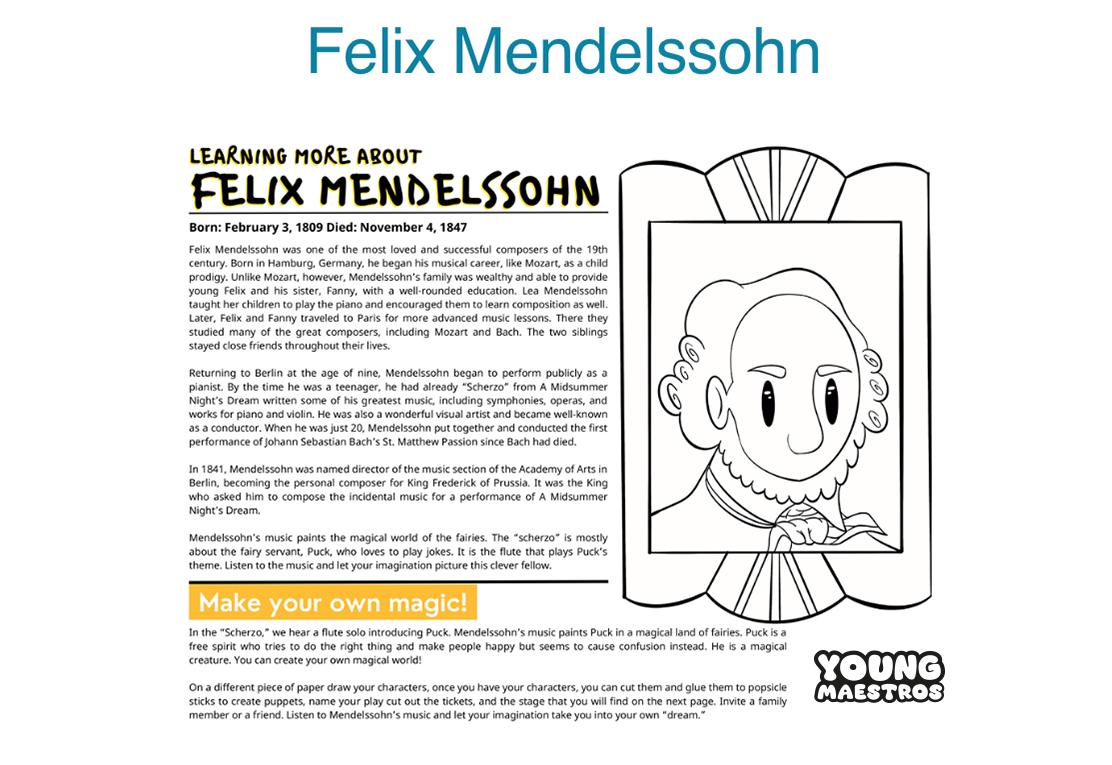 Felix Mendelssohn
LEARNING MORE ABOUT
FELIX MENDELSSOHN
Born: February 3, 1809 Died: November 4, 1847
Felix Mendelssohn was one of the most loved and successful composers of the 19th
century. Born in Hamburg, Germany, he began his musical career, like Mozart, as a child
prodigy. Unlike Mozart, however, Mendelssohn's family was wealthy and able to provide
young Felix and his sister, Fanny, with a well-rounded education. Lea Mendelssohn
taught her children to play the piano and encouraged them to learn composition as well.
Later, Felix and Fanny traveled to Paris for more advanced music lessons. There they
studied many of the great composers, including Mozart and Bach. The two siblings
stayed close friends throughout their lives.
Returning to Berlin at the age of nine, Mendelssohn began to perform publicly as a
pianist. By the time he was a teenager, he had already “Scherzo” from A Midsummer
Night's Dream written some of his greatest music, including symphonies, operas, and
works for piano and violin. He was also a wonderful visual artist and became well-known
as a conductor. When he was just 20, Mendelssohn put together and conducted the first
performance of Johann Sebastian Bach's St. Matthew Passion since Bach had died.
In 1841, Mendelssohn was named director of the music section of the Academy of Arts in
Berlin, becoming the personal composer for King Frederick of Prussia. It was the King
who asked him to compose the incidental music for a performance of A Midsummer
Night's Dream.
Mendelssohn's music paints the magical world of the fairies. The “scherzo” is mostly
about the fairy servant, Puck, who loves to play jokes. It is the flute that plays Puck's
theme. Listen to the music and let your imagination picture this clever fellow.
Make your own magic!
In the “Scherzo,” we hear a flute solo introducing Puck. Mendelssohn's music paints Puck in a magical land of fairies. Puck is a
free spirit who tries to do the right thing and make people happy but seems to cause confusion instead. He is a magical
creature. You can create your own magical world!
On a different piece of paper draw your characters, once you have your characters, you can cut them and glue them to popsicle
sticks to create puppets, name your play cut out the tickets, and the stage that you will find on the next page. Invite a family
member or a friend. Listen to Mendelssohn's music and let your imagination take you into your own “dream.”
YOUNG
MAESTROS